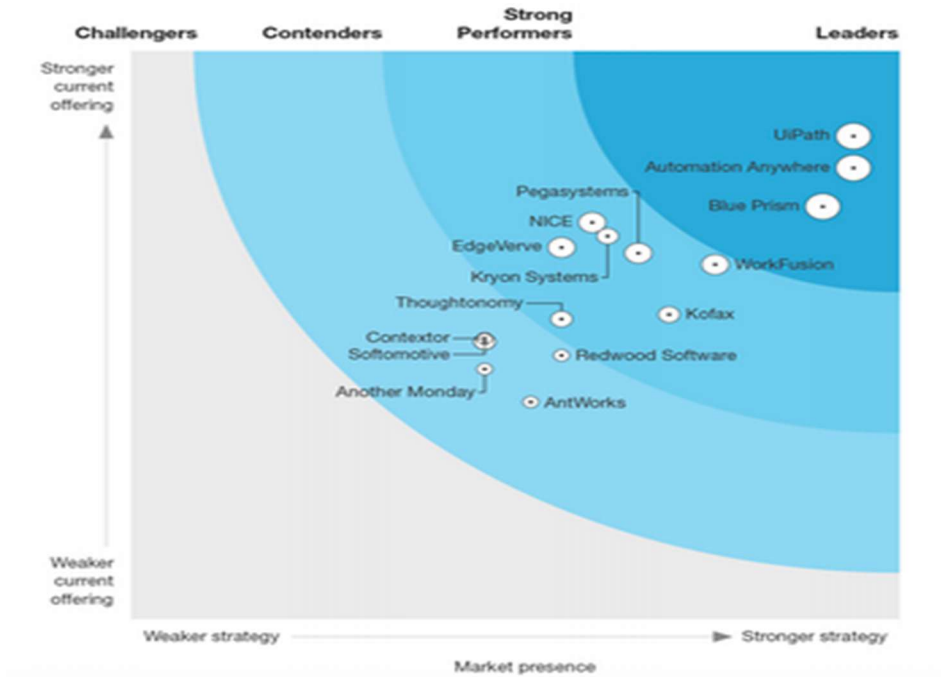 Strong
Challengers Contenders Performers Leaders
Stronger
current
offering
UiPath
Automation Anywhere
Pegasystems
Blue Prism
NICE
EdgeVerve
WorkFusion
Kryon Systems
Thoughtonomy
Kofax
Contextor
Softomotive
Redwood Software
Another Monday
AntWorks
Weaker
current
offering
Weaker strategy
Stronger strategy
Market presence